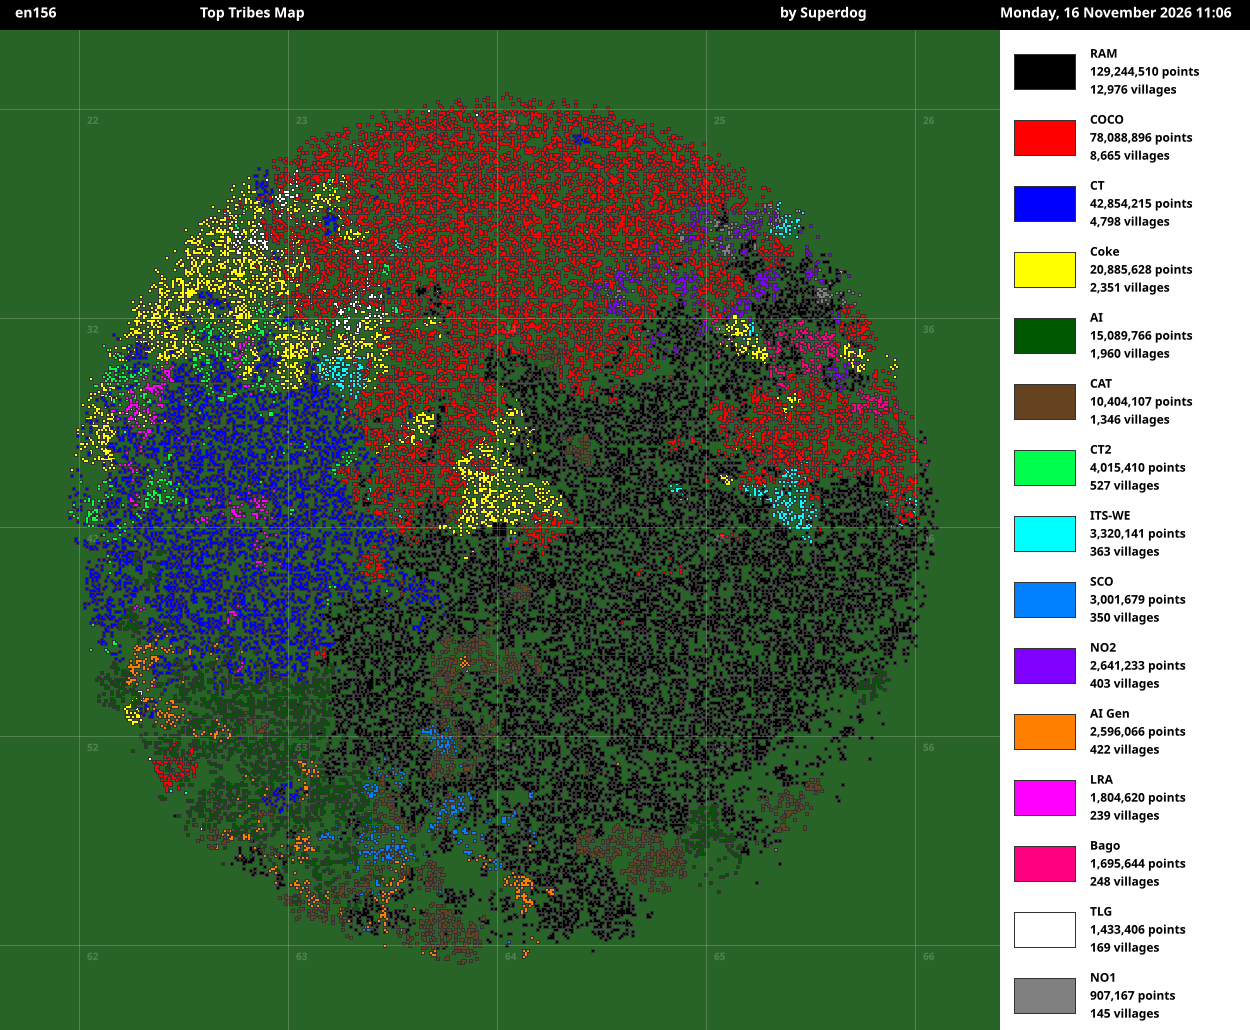 en156 Top Tribes Map by Superdog Monday, 16 November 2026 11:06
RAM
129,244,510 points
12,976 villages
COCO
78,088,896 points
8,665 villages
CT
42,854,215 points
4,798 villages
Coke
20,885,628 points
2,351 villages
AI
15,089,766 points
1,960 villages
CAT
10,404,107 points
1,346 villages
CT2
4,015,410 points
527 villages
ITS-WE
3,320,141 points
363 villages
SCO
3,001,679 points
350 villages
NO2
2,641,233 points
403 villages
AI Gen
2,596,066 points
422 villages
LRA
1,804,620 points
239 villages
Bago
1,695,644 points
248 villages
TLG
1,433,406 points
169 villages
NO1
907,167 points
145 villages
22 23 25 26
32 36
52 53 56
62 63 64 65 66